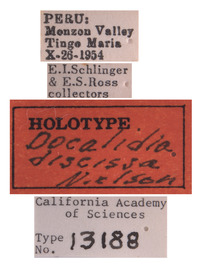 PERU:
Monzon Valley
Tingo Maria
X-26-1954
E.I.Schlinger
& E.S.Ross
collectors
HOLOTYPE
Docalidia
discissa
Nielson
California Academy
of Sciences
Type
No. 13188